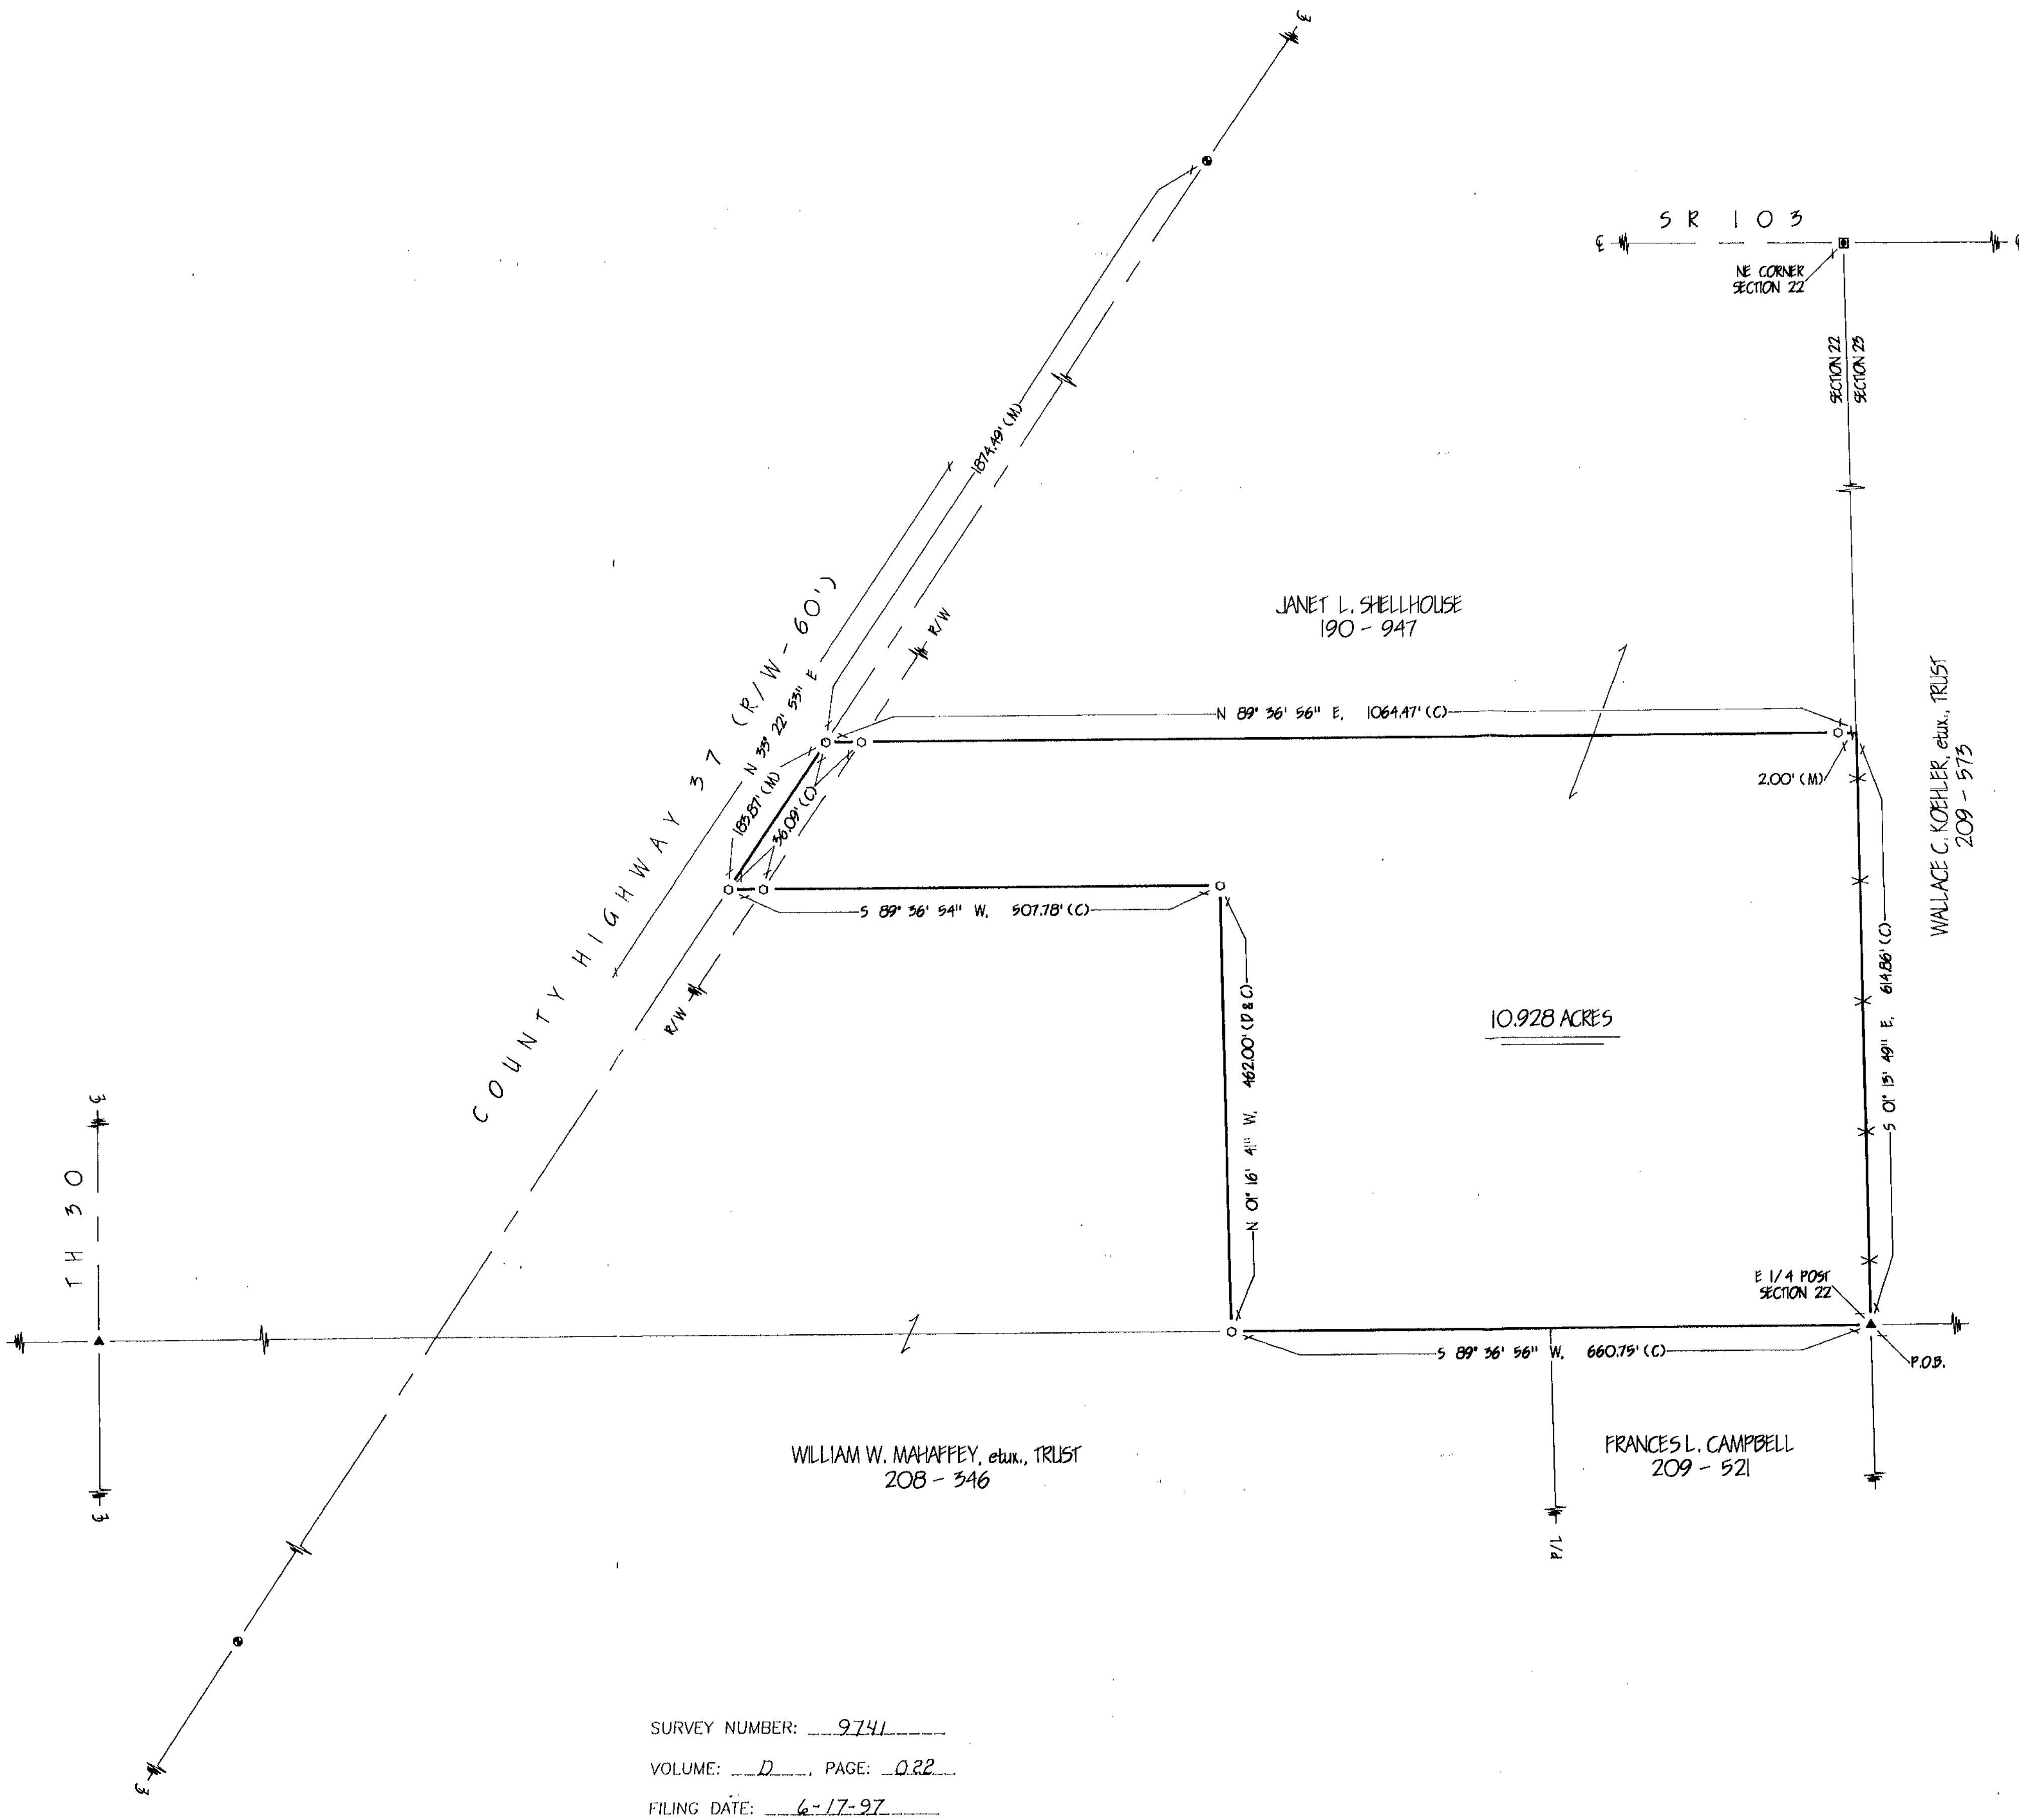 SR 103
NE CORNER
SECTION 22
SECTION 22
SECTION 23
1874.49' (M)
COUNTY HIGHWAY 37 (R/W - 60')
N 33° 22' 53" E
R/W
JANET L. SHELLHOUSE
190 - 947
WALLACE C. KOEHLER, etux., TRUST
209 - 573
N 89° 36' 56" E, 1064.47' (C)
2.00' (M)
183.87' (M)
36.09' (C)
S 89° 36' 54" W, 507.78' (C)
R/W
N 01° 16' 41" W, 462.00' (D & C)
10.928 ACRES
S 01° 13' 49" E, 614.86' (C)
TH 30
E 1/4 POST
SECTION 22
S 89° 36' 56" W, 660.75' (C)
P.O.B.
WILLIAM W. MAHAFFEY, etux., TRUST
208 - 346
FRANCES L. CAMPBELL
209 - 521
P/L
SURVEY NUMBER: 9741
VOLUME: D, PAGE: 022
FILING DATE: 6-17-97